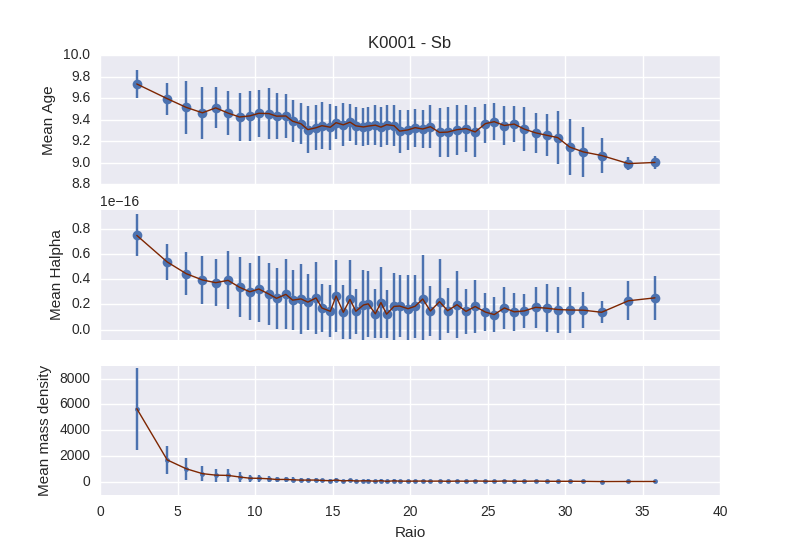 K0001 - Sb
10.0
9.8
9.6
9.4
9.2
9.0
8.8
Mean Age
1e−16
0.8
0.6
0.4
0.2
0.0
Mean Halpha
8000
6000
4000
2000
0
Mean mass density
0 5 10 15 20 25 30 35 40
Raio